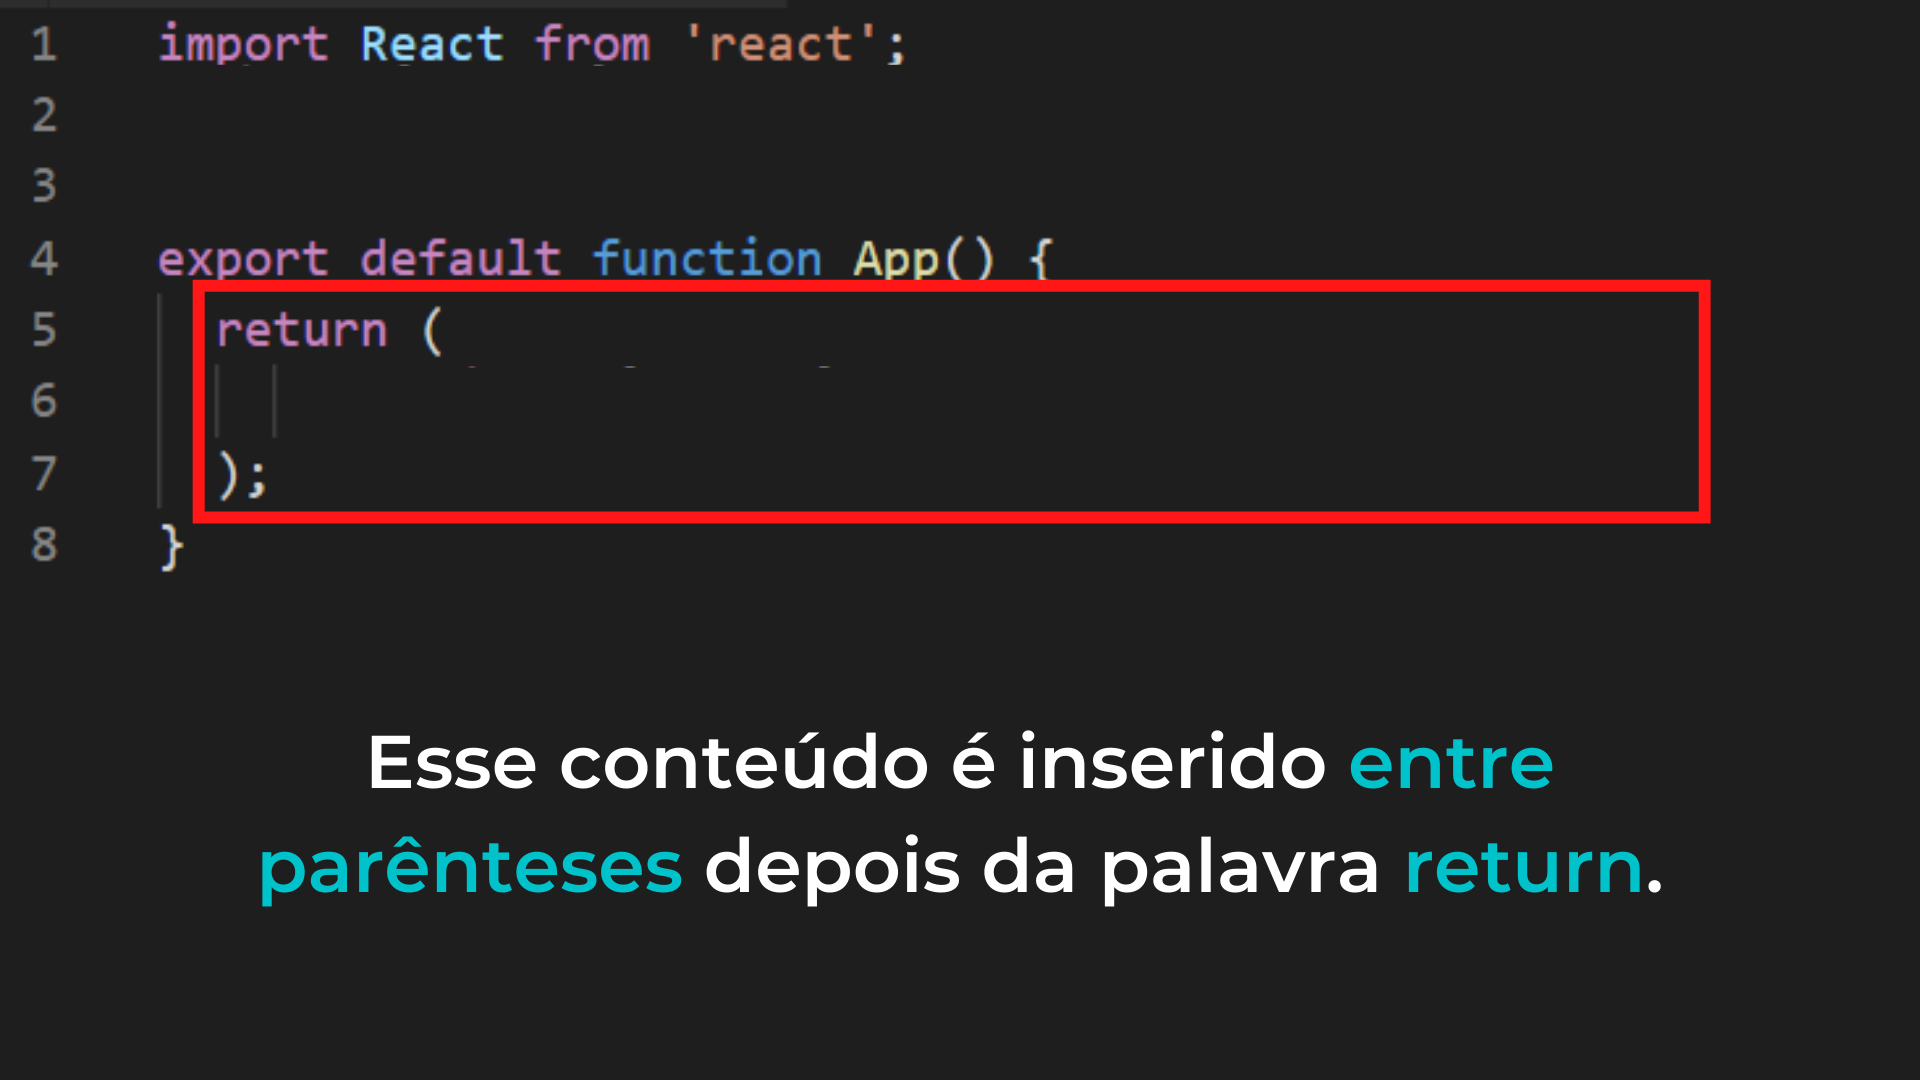 1 import React from 'react';
2
3
4 export default function App() {
5 return (
6
7 );
8 }
Esse conteúdo é inserido entre
parênteses depois da palavra return.